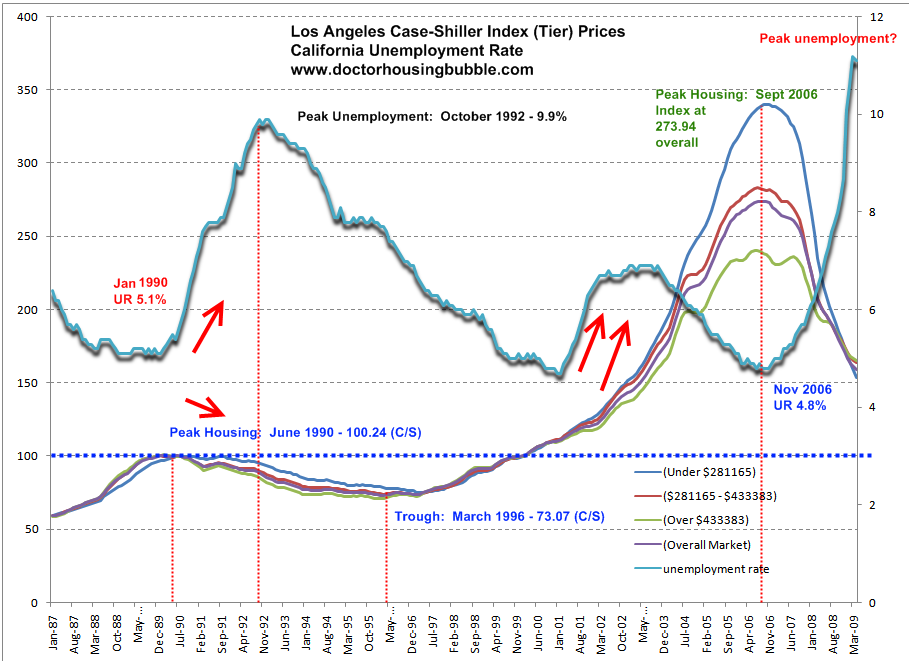 Los Angeles Case-Shiller Index (Tier) Prices
California Unemployment Rate
www.doctorhousingbubble.com
Peak unemployment?
Peak Unemployment:  October 1992 - 9.9%
Peak Housing:  Sept 2006
Index at
273.94
overall
Jan 1990
UR 5.1%
Peak Housing:  June 1990 - 100.24 (C/S)
Trough:  March 1996 - 73.07 (C/S)
Nov 2006
UR 4.8%
(Under $281165)
($281165 - $433383)
(Over $433383)
(Overall Market)
unemployment rate
400
350
300
250
200
150
100
50
0
12
10
8
6
4
2
0
Jan-87
Aug-87
Mar-88
Oct-88
May-...
Dec-89
Jul-90
Feb-91
Sep-91
Apr-92
Nov-92
Jun-93
Jan-94
Aug-94
Mar-95
Oct-95
May-...
Dec-96
Jul-97
Feb-98
Sep-98
Apr-99
Nov-99
Jun-00
Jan-01
Aug-01
Mar-02
Oct-02
May-...
Dec-03
Jul-04
Feb-05
Sep-05
Apr-06
Nov-06
Jun-07
Jan-08
Aug-08
Mar-09